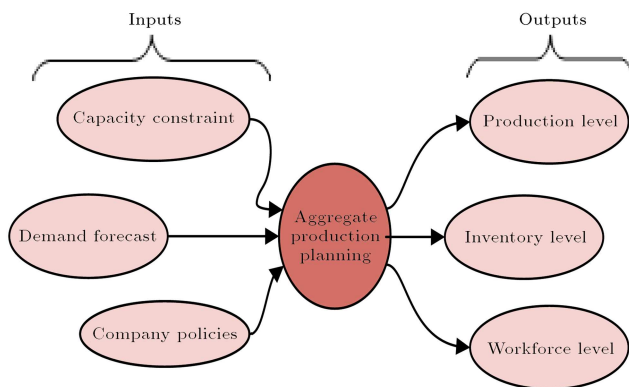 Inputs
Outputs
Capacity constraint
Production level
Demand forecast
Aggregate
production
planning
Inventory level
Company policies
Workforce level